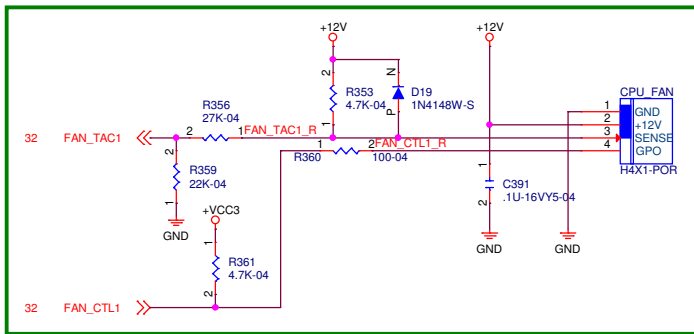 +12V
+12V
2
N
D19
1N4148W-S
R353
4.7K-04
P
1
CPU_FAN
1
GND
2
+12V
3
SENSE
4
GPO
H4X1-POR
R356
27K-04
32
FAN_TAC1
2
1
FAN_TAC1_R
R360
1
2
FAN_CTL1_R
100-04
2
R359
22K-04
1
GND
1
C391
.1U-16VY5-04
2
GND
GND
+VCC3
1
R361
4.7K-04
2
32
FAN_CTL1